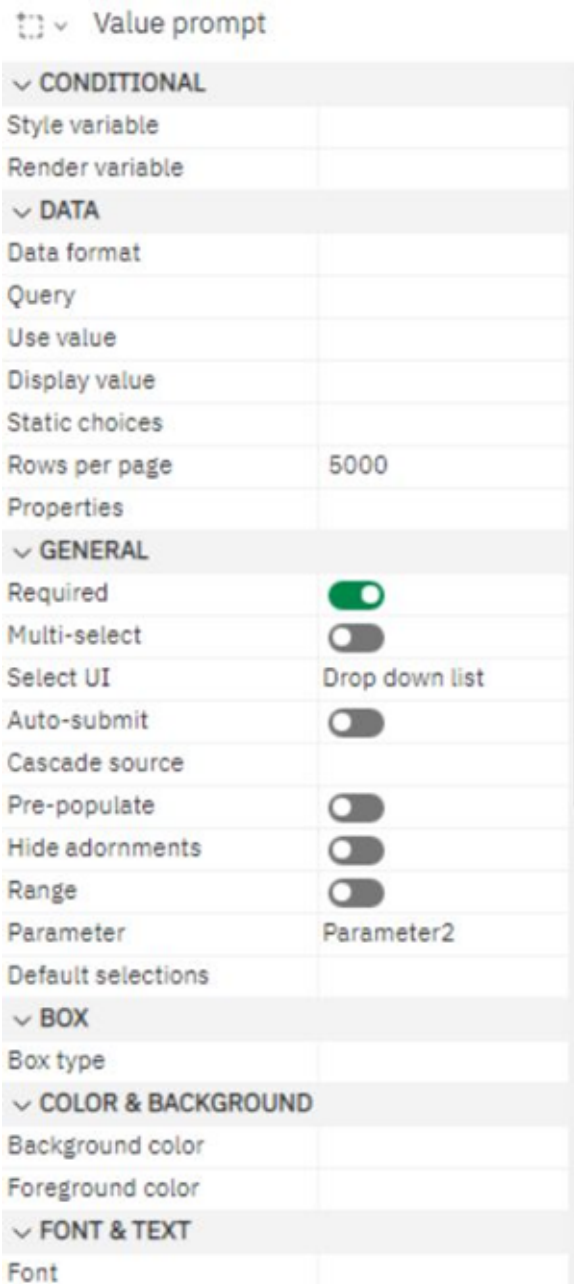 Value prompt
CONDITIONAL
Style variable
Render variable
DATA
Data format
Query
Use value
Display value
Static choices
Rows per page 5000
Properties
GENERAL
Required
Multi-select
Select UI Drop down list
Auto-submit
Cascade source
Pre-populate
Hide adornments
Range
Parameter Parameter2
Default selections
BOX
Box type
COLOR & BACKGROUND
Background color
Foreground color
FONT & TEXT
Font